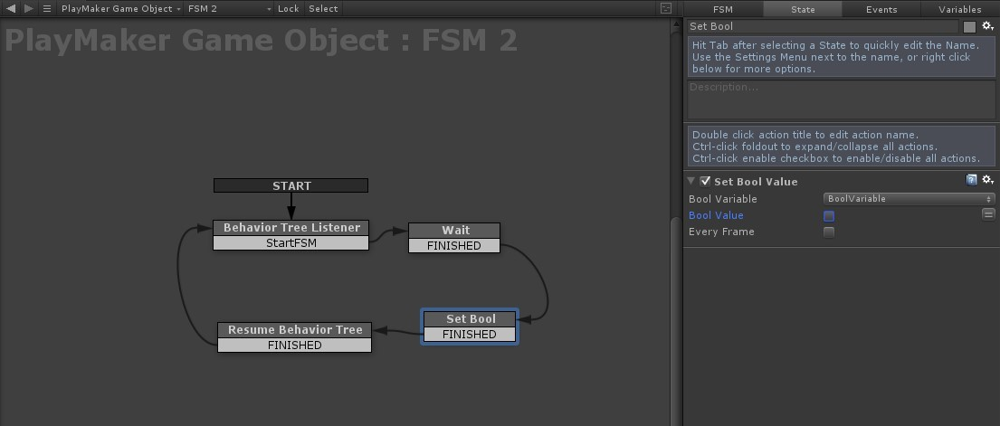 PlayMaker Game Object FSM 2 Lock Select
PlayMaker Game Object : FSM 2
START
Behavior Tree Listener
StartFSM
Wait
FINISHED
Set Bool
FINISHED
Resume Behavior Tree
FINISHED
FSM State Events Variables
Set Bool
Hit Tab after selecting a State to quickly edit the Name.
Use the Settings Menu next to the name, or right click
below for more options.
Description...
Double click action title to edit action name.
Ctrl-click foldout to expand/collapse all actions.
Ctrl-click enable checkbox to enable/disable all actions.
Set Bool Value
Bool Variable BoolVariable
Bool Value
Every Frame